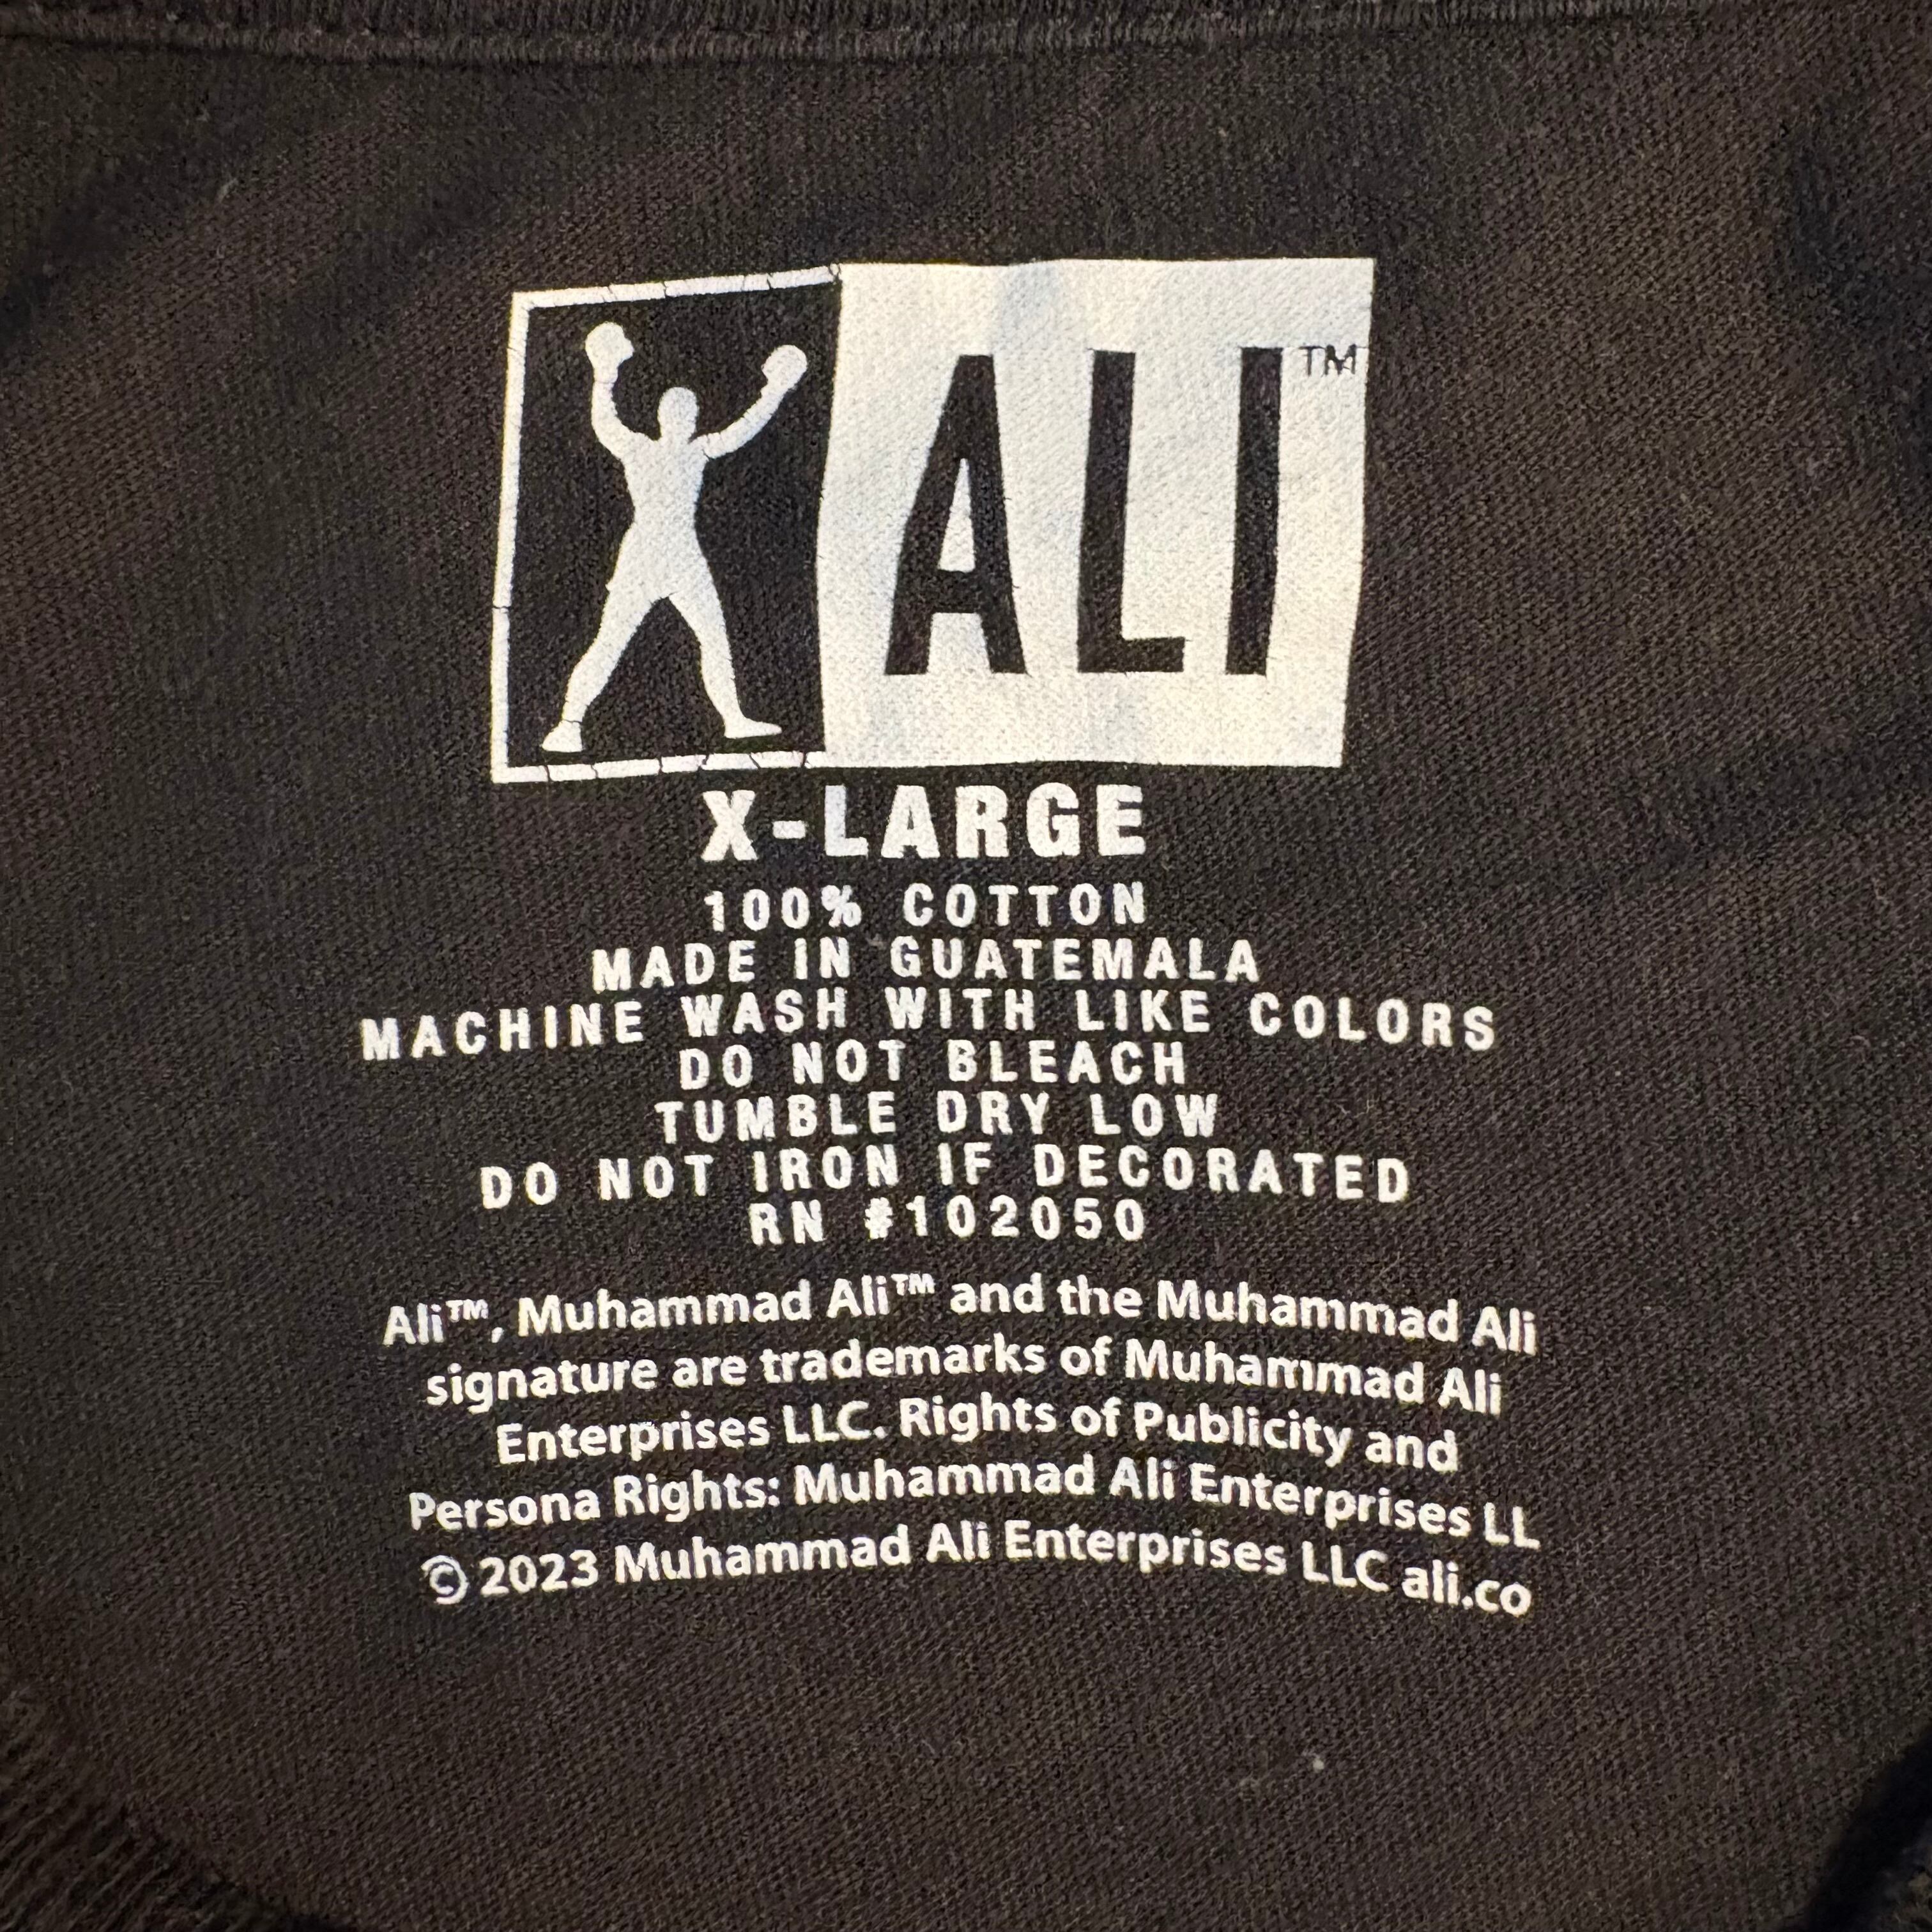 ALI™
X-LARGE
100% COTTON
MADE IN GUATEMALA
MACHINE WASH WITH LIKE COLORS
DO NOT BLEACH
TUMBLE DRY LOW
DO NOT IRON IF DECORATED
RN #102050
Ali™, Muhammad Ali™ and the Muhammad Ali
signature are trademarks of Muhammad Ali
Enterprises LLC. Rights of Publicity and
Persona Rights: Muhammad Ali Enterprises LL
© 2023 Muhammad Ali Enterprises LLC ali.co